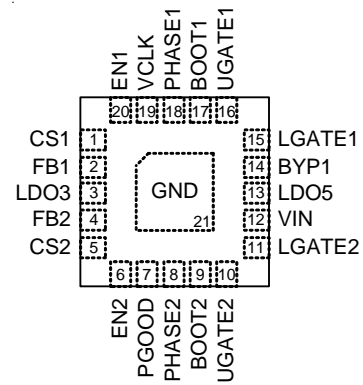 EN1
VCLK
PHASE1
BOOT1
UGATE1
20 19 18 17 16
CS1 1
FB1 2
LDO3 3
FB2 4
CS2 5
GND
21
15 LGATE1
14 BYP1
13 LDO5
12 VIN
11 LGATE2
6 7 8 9 10
EN2
PGOOD
PHASE2
BOOT2
UGATE2